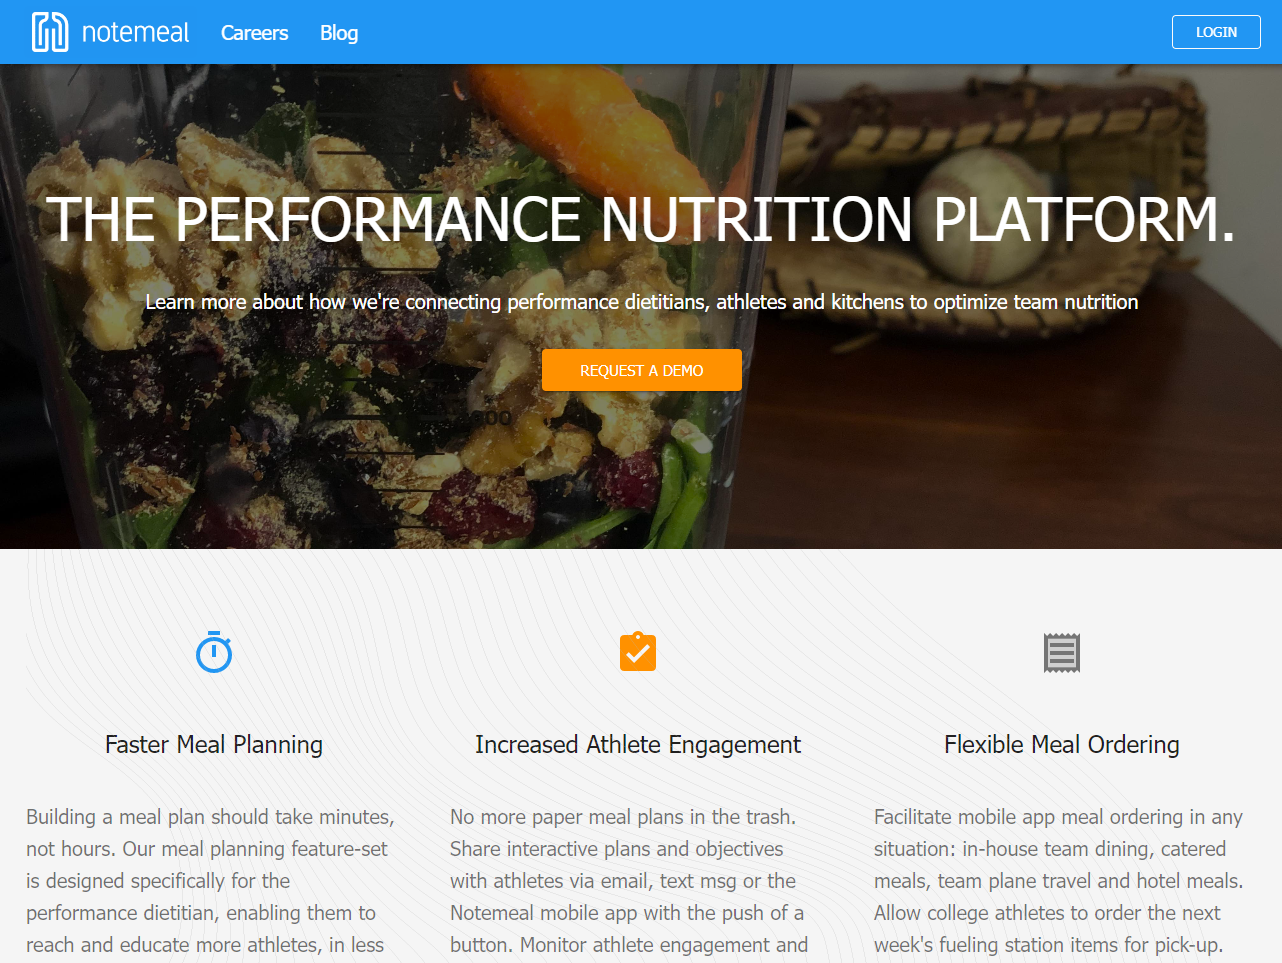 notemeal Careers Blog LOGIN
THE PERFORMANCE NUTRITION PLATFORM.
Learn more about how we're connecting performance dietitians, athletes and kitchens to optimize team nutrition
REQUEST A DEMO
Faster Meal Planning
Building a meal plan should take minutes,
not hours. Our meal planning feature-set
is designed specifically for the
performance dietitian, enabling them to
reach and educate more athletes, in less
Increased Athlete Engagement
No more paper meal plans in the trash.
Share interactive plans and objectives
with athletes via email, text msg or the
Notemeal mobile app with the push of a
button. Monitor athlete engagement and
Flexible Meal Ordering
Facilitate mobile app meal ordering in any
situation: in-house team dining, catered
meals, team plane travel and hotel meals.
Allow college athletes to order the next
week's fueling station items for pick-up.